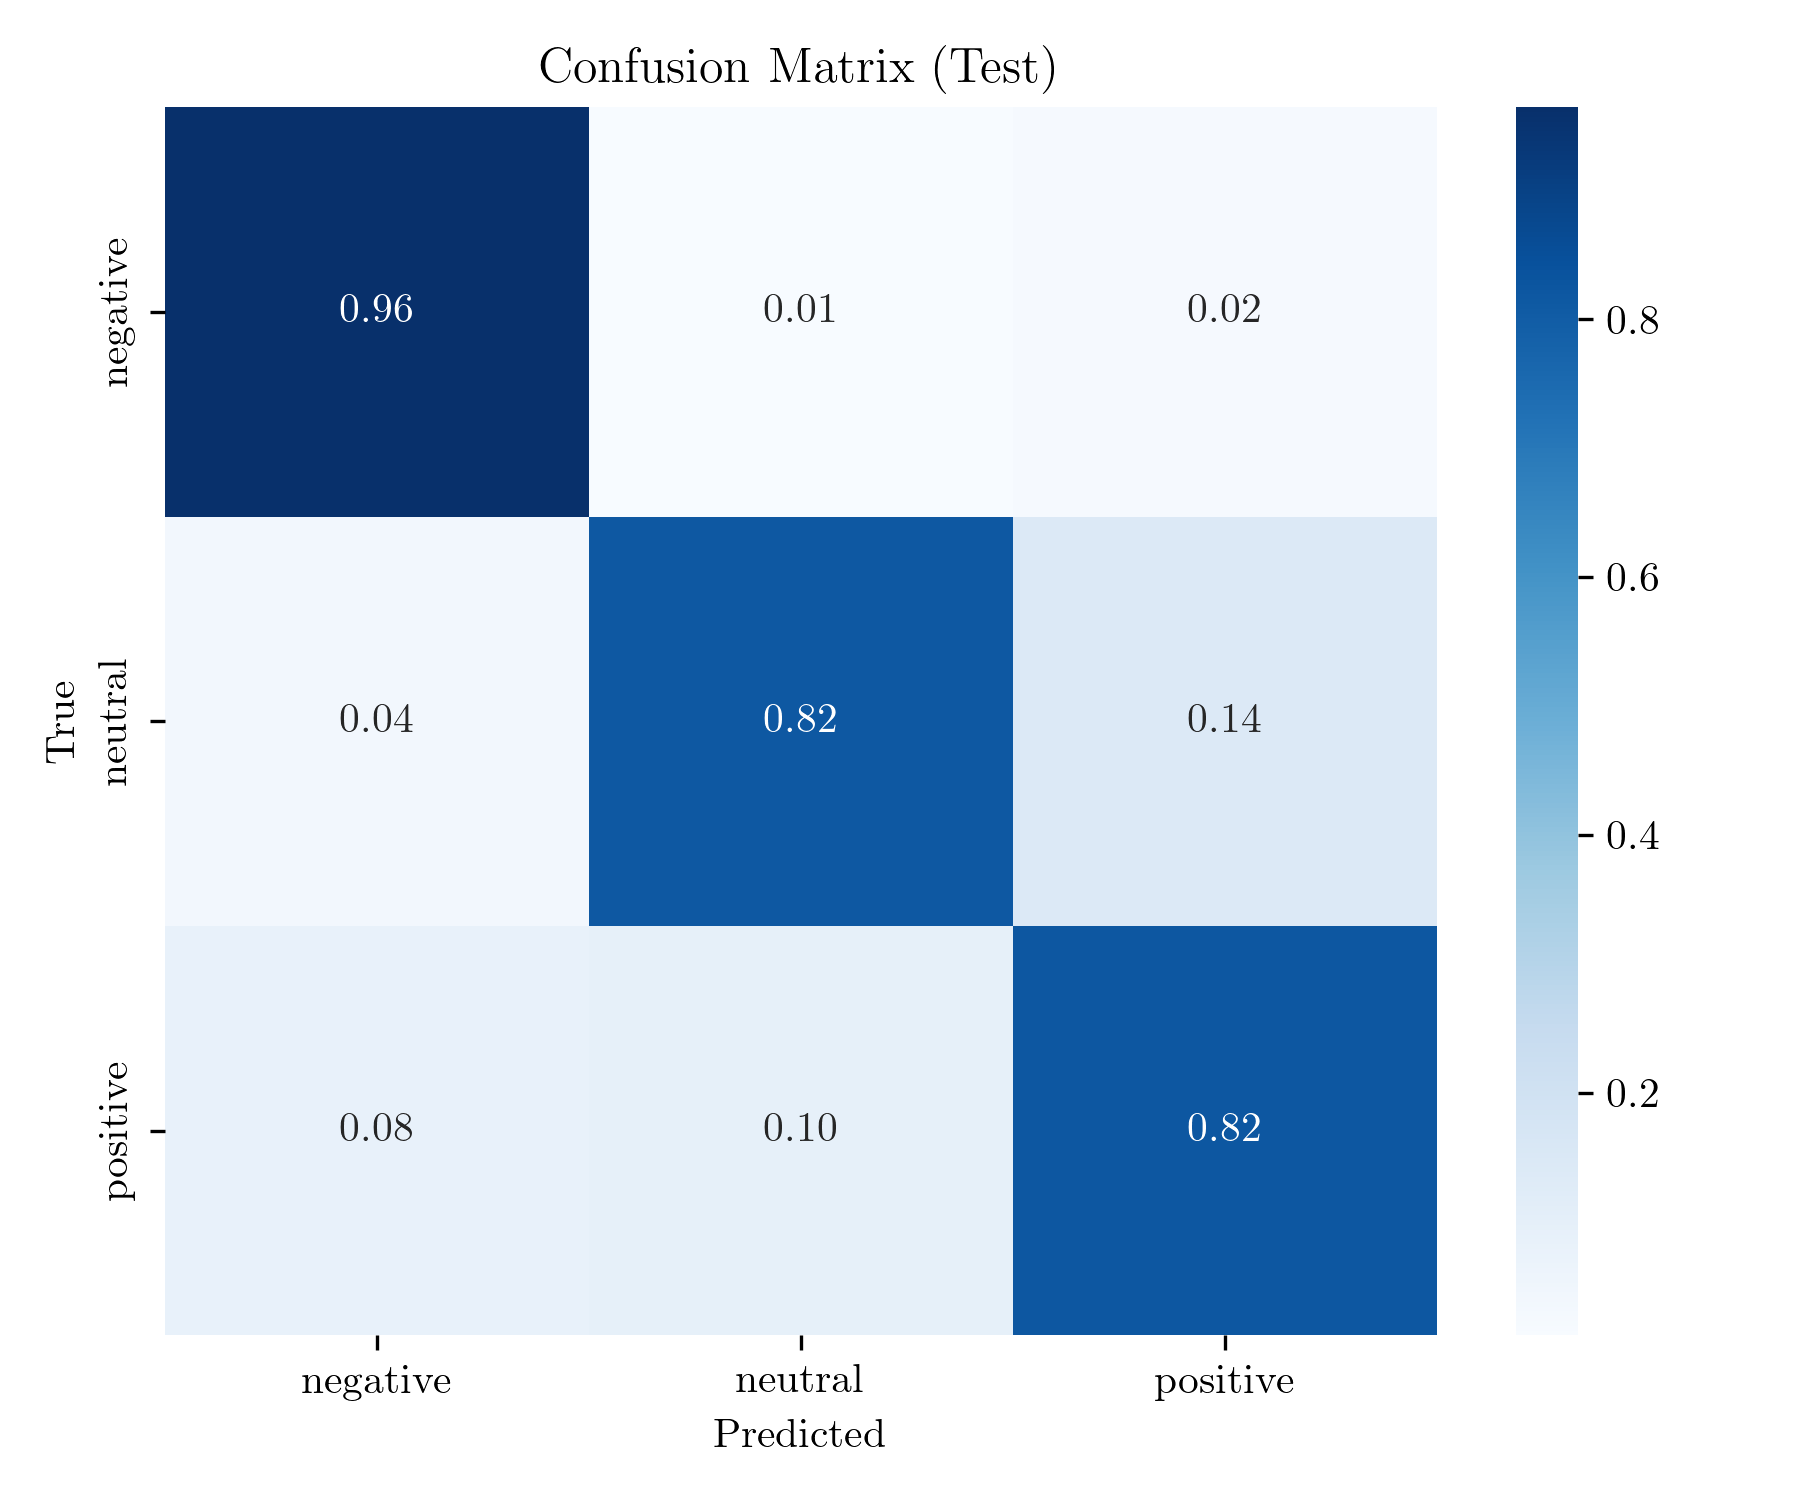 Confusion Matrix (Test)
True
negative
0.96 0.01 0.02
neutral
0.04 0.82 0.14
positive
0.08 0.10 0.82
negative neutral positive
Predicted
0.8
0.6
0.4
0.2